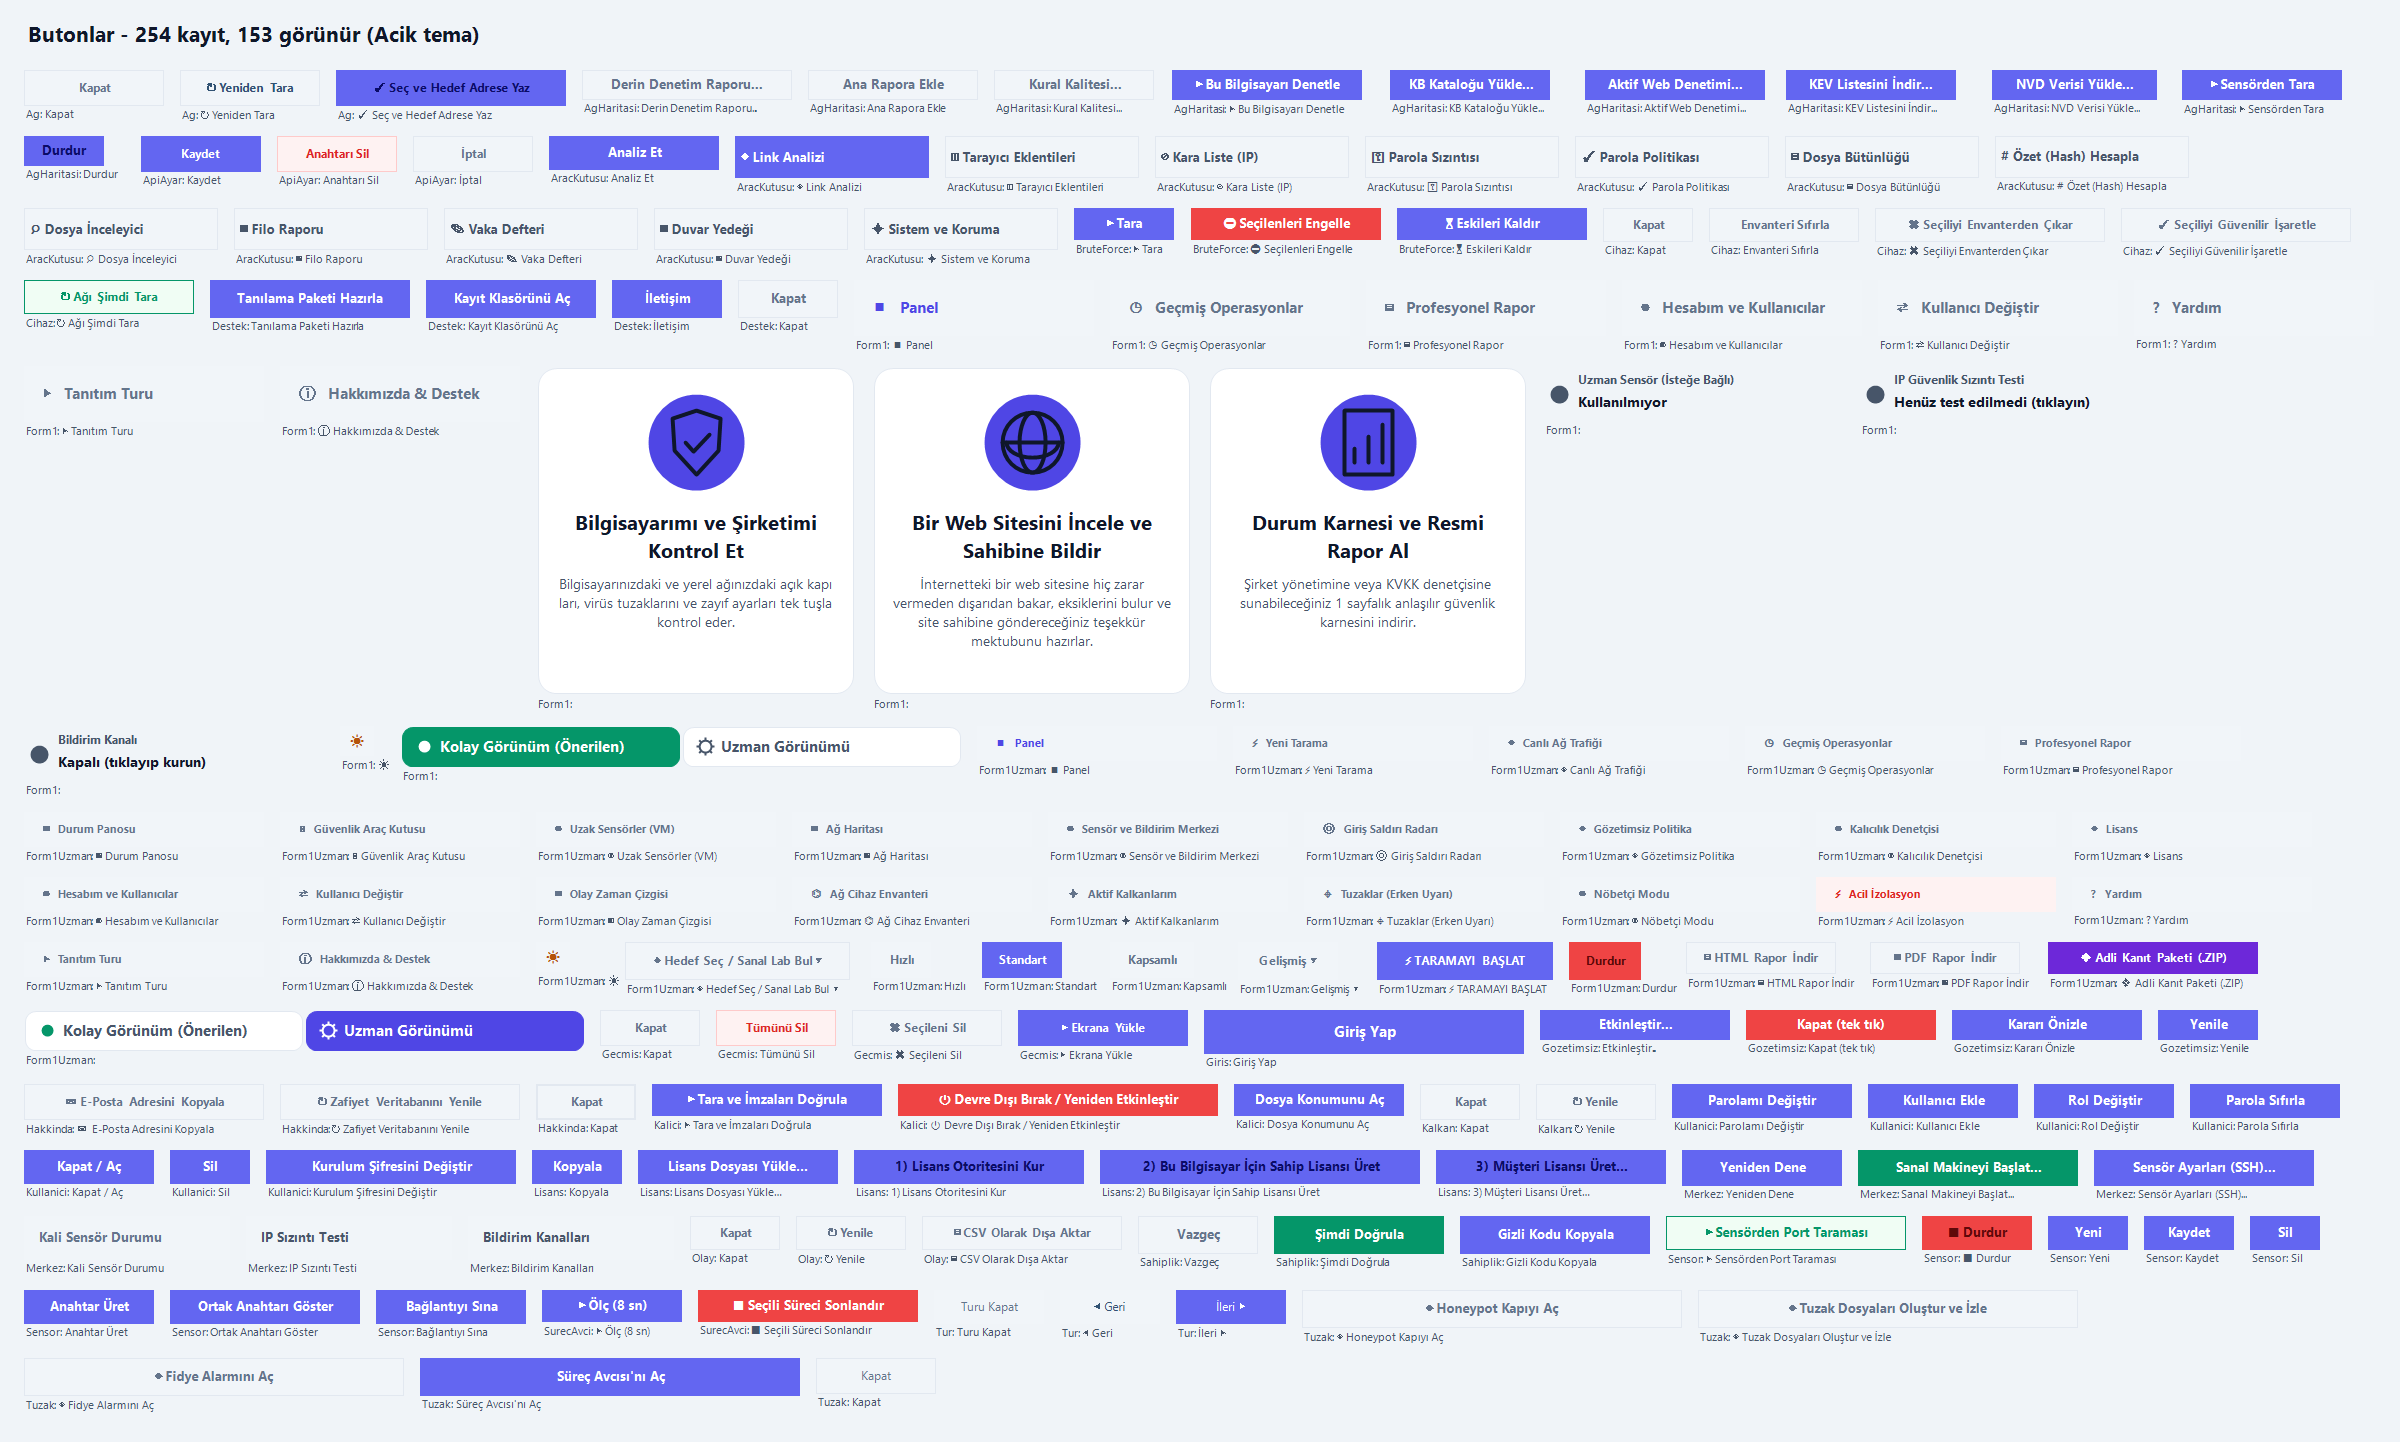 Butonlar - 254 kayıt, 153 görünür (Acik tema)
Kapat
↻ Yeniden Tara
✓ Seç ve Hedef Adrese Yaz
Derin Denetim Raporu...
Ana Rapora Ekle
Kural Kalitesi...
▸ Bu Bilgisayarı Denetle
KB Kataloğu Yükle...
Aktif Web Denetimi...
KEV Listesini İndir...
NVD Verisi Yükle...
▸ Sensörden Tara
Ag: Kapat
Ag: ↻ Yeniden Tara
Ag: ✓ Seç ve Hedef Adrese Yaz
AgHaritasi: Derin Denetim Raporu...
AgHaritasi: Ana Rapora Ekle
AgHaritasi: Kural Kalitesi...
AgHaritasi: ▸ Bu Bilgisayarı Denetle
AgHaritasi: KB Kataloğu Yükle...
AgHaritasi: Aktif Web Denetimi...
AgHaritasi: KEV Listesini İndir...
AgHaritasi: NVD Verisi Yükle...
AgHaritasi: ▸ Sensörden Tara
Durdur
Kaydet
Anahtarı Sil
İptal
Analiz Et
Link Analizi
Tarayıcı Eklentileri
Kara Liste (IP)
Parola Sızıntısı
✓ Parola Politikası
Dosya Bütünlüğü
# Özet (Hash) Hesapla
AgHaritasi: Durdur
ApiAyar: Kaydet
ApiAyar: Anahtarı Sil
ApiAyar: İptal
AracKutusu: Analiz Et
AracKutusu: Link Analizi
AracKutusu: Tarayıcı Eklentileri
AracKutusu: Kara Liste (IP)
AracKutusu: Parola Sızıntısı
AracKutusu: ✓ Parola Politikası
AracKutusu: Dosya Bütünlüğü
AracKutusu: # Özet (Hash) Hesapla
Dosya İnceleyici
Filo Raporu
Vaka Defteri
Duvar Yedeği
Sistem ve Koruma
▸ Tara
Seçilenleri Engelle
Eskileri Kaldır
Kapat
Envanteri Sıfırla
✖ Seçiliyi Envanterden Çıkar
✓ Seçiliyi Güvenilir İşaretle
AracKutusu: Dosya İnceleyici
AracKutusu: Filo Raporu
AracKutusu: Vaka Defteri
AracKutusu: Duvar Yedeği
AracKutusu: Sistem ve Koruma
BruteForce: ▸ Tara
BruteForce: Seçilenleri Engelle
BruteForce: Eskileri Kaldır
Cihaz: Kapat
Cihaz: Envanteri Sıfırla
Cihaz: ✖ Seçiliyi Envanterden Çıkar
Cihaz: ✓ Seçiliyi Güvenilir İşaretle
↻ Ağı Şimdi Tara
Tanılama Paketi Hazırla
Kayıt Klasörünü Aç
İletişim
Kapat
■ Panel
Geçmiş Operasyonlar
Profesyonel Rapor
Hesabım ve Kullanıcılar
⇄ Kullanıcı Değiştir
? Yardım
Cihaz: ↻ Ağı Şimdi Tara
Destek: Tanılama Paketi Hazırla
Destek: Kayıt Klasörünü Aç
Destek: İletişim
Destek: Kapat
Form1: ■ Panel
Form1: Geçmiş Operasyonlar
Form1: Profesyonel Rapor
Form1: Hesabım ve Kullanıcılar
Form1: ⇄ Kullanıcı Değiştir
Form1: ? Yardım
▸ Tanıtım Turu
ⓘ Hakkımızda & Destek
Form1: ▸ Tanıtım Turu
Form1: ⓘ Hakkımızda & Destek
Bilgisayarımı ve Şirketimi
Kontrol Et
Bilgisayarınızdaki ve yerel ağınızdaki açık kapı
ları, virüs tuzaklarını ve zayıf ayarları tek tuşla
kontrol eder.
Form1:
Bir Web Sitesini İncele ve
Sahibine Bildir
İnternetteki bir web sitesine hiç zarar
vermeden dışarıdan bakar, eksiklerini bulur ve
site sahibine göndereceğiniz teşekkür
mektubunu hazırlar.
Form1:
Durum Karnesi ve Resmi
Rapor Al
Şirket yönetimine veya KVKK denetçisine
sunabileceğiniz 1 sayfalık anlaşılır güvenlik
karnesini indirir.
Form1:
Uzman Sensör (İsteğe Bağlı)
Kullanılmıyor
Form1:
IP Güvenlik Sızıntı Testi
Henüz test edilmedi (tıklayın)
Form1:
Bildirim Kanalı
Kapalı (tıklayıp kurun)
Form1:
☀
Form1: ☀
Kolay Görünüm (Önerilen)
Uzman Görünümü
Form1:
■ Panel
⚡ Yeni Tarama
Canlı Ağ Trafiği
Geçmiş Operasyonlar
Profesyonel Rapor
Form1Uzman: ■ Panel
Form1Uzman: ⚡ Yeni Tarama
Form1Uzman: Canlı Ağ Trafiği
Form1Uzman: Geçmiş Operasyonlar
Form1Uzman: Profesyonel Rapor
Durum Panosu
Güvenlik Araç Kutusu
Uzak Sensörler (VM)
Ağ Haritası
Sensör ve Bildirim Merkezi
Giriş Saldırı Radarı
Gözetimsiz Politika
Kalıcılık Denetçisi
Lisans
Form1Uzman: Durum Panosu
Form1Uzman: Güvenlik Araç Kutusu
Form1Uzman: Uzak Sensörler (VM)
Form1Uzman: Ağ Haritası
Form1Uzman: Sensör ve Bildirim Merkezi
Form1Uzman: Giriş Saldırı Radarı
Form1Uzman: Gözetimsiz Politika
Form1Uzman: Kalıcılık Denetçisi
Form1Uzman: Lisans
Hesabım ve Kullanıcılar
⇄ Kullanıcı Değiştir
Olay Zaman Çizgisi
Ağ Cihaz Envanteri
Aktif Kalkanlarım
Tuzaklar (Erken Uyarı)
Nöbetçi Modu
⚡ Acil İzolasyon
? Yardım
Form1Uzman: Hesabım ve Kullanıcılar
Form1Uzman: ⇄ Kullanıcı Değiştir
Form1Uzman: Olay Zaman Çizgisi
Form1Uzman: Ağ Cihaz Envanteri
Form1Uzman: Aktif Kalkanlarım
Form1Uzman: Tuzaklar (Erken Uyarı)
Form1Uzman: Nöbetçi Modu
Form1Uzman: ⚡ Acil İzolasyon
Form1Uzman: ? Yardım
▸ Tanıtım Turu
ⓘ Hakkımızda & Destek
☀
Hedef Seç / Sanal Lab Bul ▾
Hızlı
Standart
Kapsamlı
Gelişmiş ▾
⚡ TARAMAYI BAŞLAT
Durdur
HTML Rapor İndir
PDF Rapor İndir
Adli Kanıt Paketi (.ZIP)
Form1Uzman: ▸ Tanıtım Turu
Form1Uzman: ⓘ Hakkımızda & Destek
Form1Uzman: ☀
Form1Uzman: Hedef Seç / Sanal Lab Bul ▾
Form1Uzman: Hızlı
Form1Uzman: Standart
Form1Uzman: Kapsamlı
Form1Uzman: Gelişmiş ▾
Form1Uzman: ⚡ TARAMAYI BAŞLAT
Form1Uzman: Durdur
Form1Uzman: HTML Rapor İndir
Form1Uzman: PDF Rapor İndir
Form1Uzman: Adli Kanıt Paketi (.ZIP)
Kolay Görünüm (Önerilen)
Uzman Görünümü
Kapat
Tümünü Sil
✖ Seçileni Sil
▸ Ekrana Yükle
Giriş Yap
Etkinleştir...
Kapat (tek tık)
Kararı Önizle
Yenile
Form1Uzman:
Gecmis: Kapat
Gecmis: Tümünü Sil
Gecmis: ✖ Seçileni Sil
Gecmis: ▸ Ekrana Yükle
Giris: Giriş Yap
Gozetimsiz: Etkinleştir...
Gozetimsiz: Kapat (tek tık)
Gozetimsiz: Kararı Önizle
Gozetimsiz: Yenile
E-Posta Adresini Kopyala
↻ Zafiyet Veritabanını Yenile
Kapat
▸ Tara ve İmzaları Doğrula
⏻ Devre Dışı Bırak / Yeniden Etkinleştir
Dosya Konumunu Aç
Kapat
↻ Yenile
Parolamı Değiştir
Kullanıcı Ekle
Rol Değiştir
Parola Sıfırla
Hakkinda: E-Posta Adresini Kopyala
Hakkinda: ↻ Zafiyet Veritabanını Yenile
Hakkinda: Kapat
Kalici: ▸ Tara ve İmzaları Doğrula
Kalici: ⏻ Devre Dışı Bırak / Yeniden Etkinleştir
Kalici: Dosya Konumunu Aç
Kalkan: Kapat
Kalkan: ↻ Yenile
Kullanici: Parolamı Değiştir
Kullanici: Kullanıcı Ekle
Kullanici: Rol Değiştir
Kullanici: Parola Sıfırla
Kapat / Aç
Sil
Kurulum Şifresini Değiştir
Kopyala
Lisans Dosyası Yükle...
1) Lisans Otoritesini Kur
2) Bu Bilgisayar İçin Sahip Lisansı Üret
3) Müşteri Lisansı Üret...
Yeniden Dene
Sanal Makineyi Başlat...
Sensör Ayarları (SSH)...
Kullanici: Kapat / Aç
Kullanici: Sil
Kullanici: Kurulum Şifresini Değiştir
Lisans: Kopyala
Lisans: Lisans Dosyası Yükle...
Lisans: 1) Lisans Otoritesini Kur
Lisans: 2) Bu Bilgisayar İçin Sahip Lisansı Üret
Lisans: 3) Müşteri Lisansı Üret...
Merkez: Yeniden Dene
Merkez: Sanal Makineyi Başlat...
Merkez: Sensör Ayarları (SSH)...
Kali Sensör Durumu
IP Sızıntı Testi
Bildirim Kanalları
Kapat
↻ Yenile
CSV Olarak Dışa Aktar
Vazgeç
Şimdi Doğrula
Gizli Kodu Kopyala
▸ Sensörden Port Taraması
■ Durdur
Yeni
Kaydet
Sil
Merkez: Kali Sensör Durumu
Merkez: IP Sızıntı Testi
Merkez: Bildirim Kanalları
Olay: Kapat
Olay: ↻ Yenile
Olay: CSV Olarak Dışa Aktar
Sahiplik: Vazgeç
Sahiplik: Şimdi Doğrula
Sahiplik: Gizli Kodu Kopyala
Sensor: ▸ Sensörden Port Taraması
Sensor: ■ Durdur
Sensor: Yeni
Sensor: Kaydet
Sensor: Sil
Anahtar Üret
Ortak Anahtarı Göster
Bağlantıyı Sına
▸ Ölç (8 sn)
■ Seçili Süreci Sonlandır
Turu Kapat
◂ Geri
İleri ▸
Honeypot Kapıyı Aç
Tuzak Dosyaları Oluştur ve İzle
Sensor: Anahtar Üret
Sensor: Ortak Anahtarı Göster
Sensor: Bağlantıyı Sına
SurecAvci: ▸ Ölç (8 sn)
SurecAvci: ■ Seçili Süreci Sonlandır
Tur: Turu Kapat
Tur: ◂ Geri
Tur: İleri ▸
Tuzak: Honeypot Kapıyı Aç
Tuzak: Tuzak Dosyaları Oluştur ve İzle
Fidye Alarmını Aç
Süreç Avcısı'nı Aç
Kapat
Tuzak: Fidye Alarmını Aç
Tuzak: Süreç Avcısı'nı Aç
Tuzak: Kapat